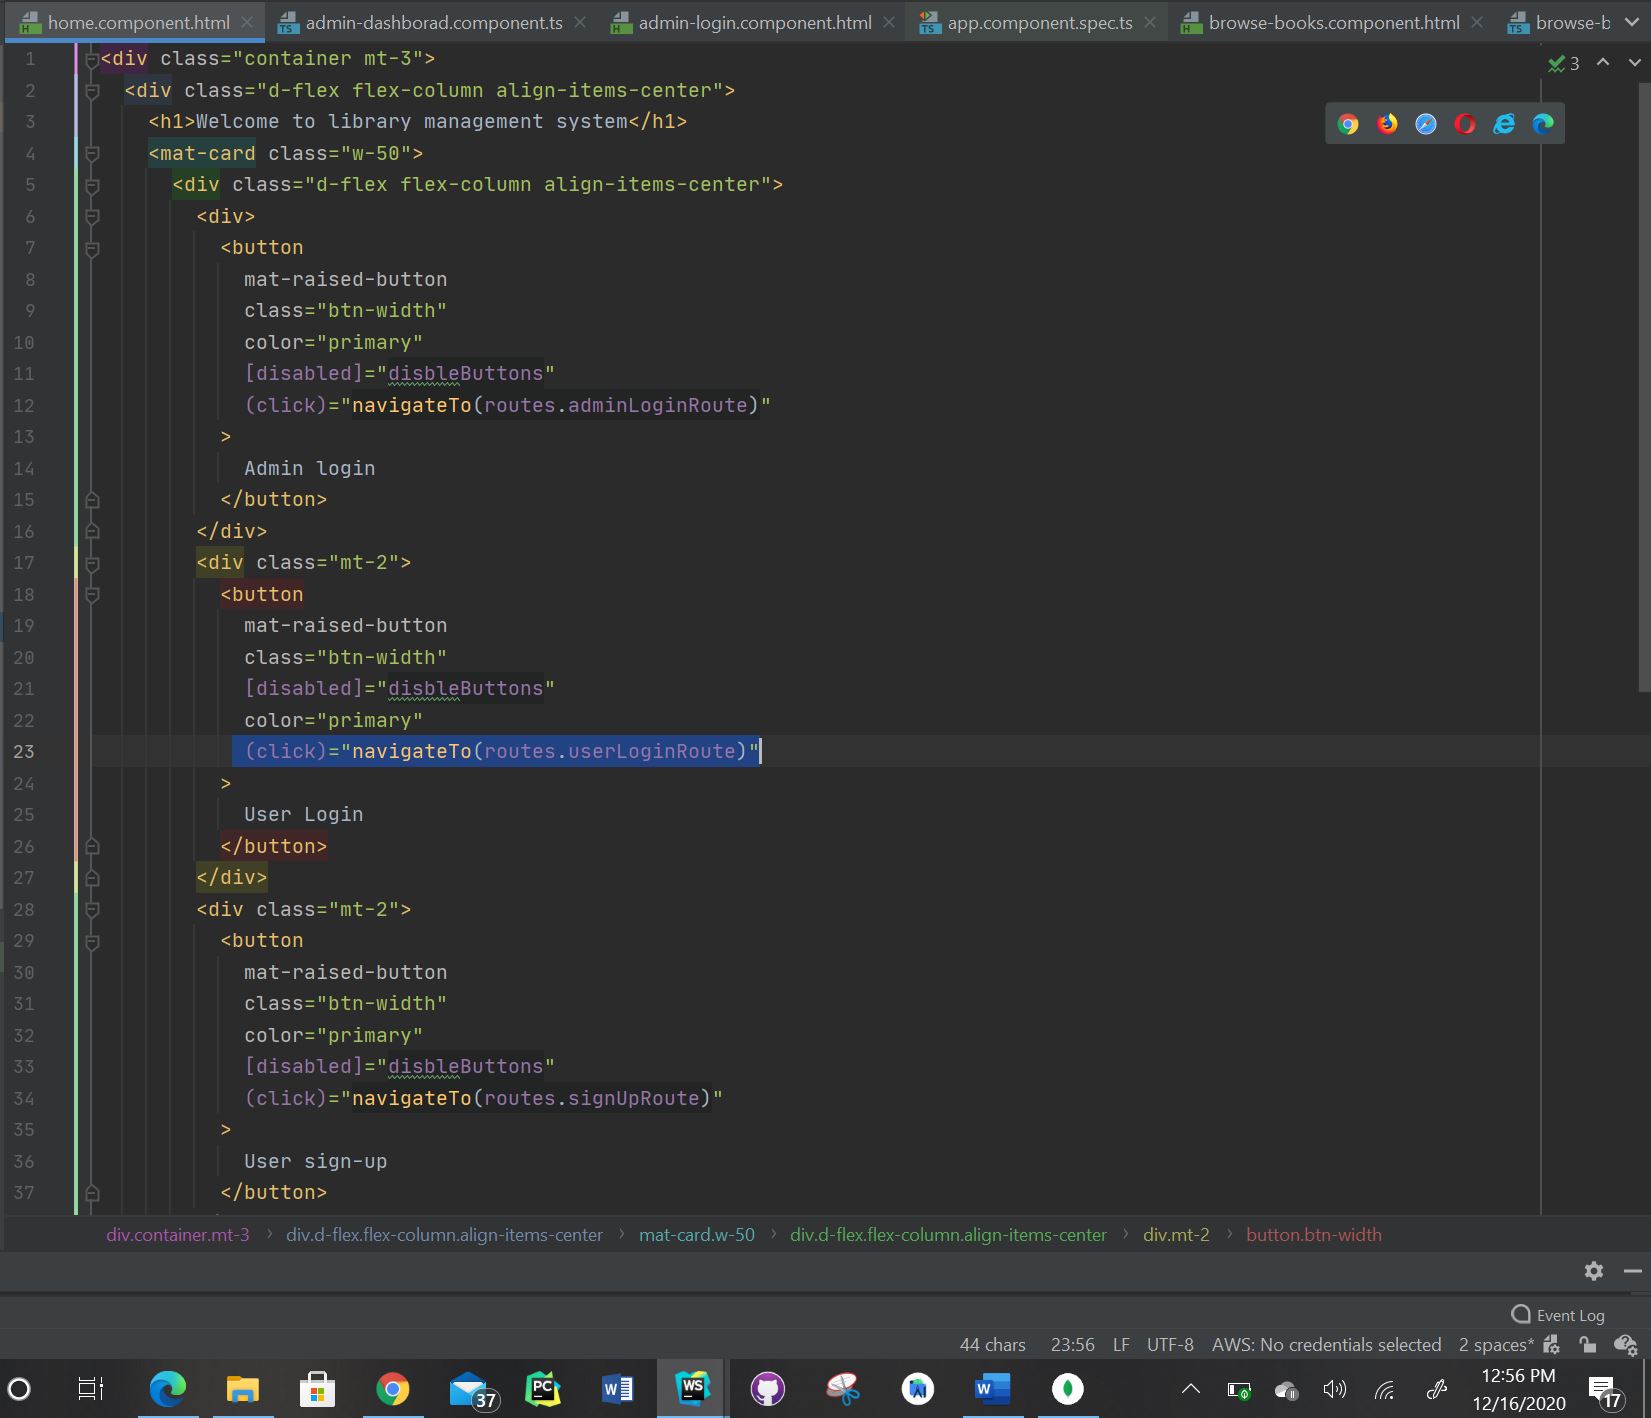 home.component.html admin-dashborad.component.ts admin-login.component.html app.component.spec.ts browse-books.component.html browse-b
1 <div class="container mt-3">
3
2 <div class="d-flex flex-column align-items-center">
3 <h1>Welcome to library management system</h1>
4 <mat-card class="w-50">
5 <div class="d-flex flex-column align-items-center">
6 <div>
7 <button
8 mat-raised-button
9 class="btn-width"
10 color="primary"
11 [disabled]="disbleButtons"
12 (click)="navigateTo(routes.adminLoginRoute)"
13 >
14 Admin login
15 </button>
16 </div>
17 <div class="mt-2">
18 <button
19 mat-raised-button
20 class="btn-width"
21 [disabled]="disbleButtons"
22 color="primary"
23 (click)="navigateTo(routes.userLoginRoute)"
24 >
25 User Login
26 </button>
27 </div>
28 <div class="mt-2">
29 <button
30 mat-raised-button
31 class="btn-width"
32 color="primary"
33 [disabled]="disbleButtons"
34 (click)="navigateTo(routes.signUpRoute)"
35 >
36 User sign-up
37 </button>
div.container.mt-3 › div.d-flex.flex-column.align-items-center › mat-card.w-50 › div.d-flex.flex-column.align-items-center › div.mt-2 › button.btn-width
Event Log
44 chars 23:56 LF UTF-8 AWS: No credentials selected 2 spaces*
37 PC W WS W 12:56 PM 17
12/16/2020